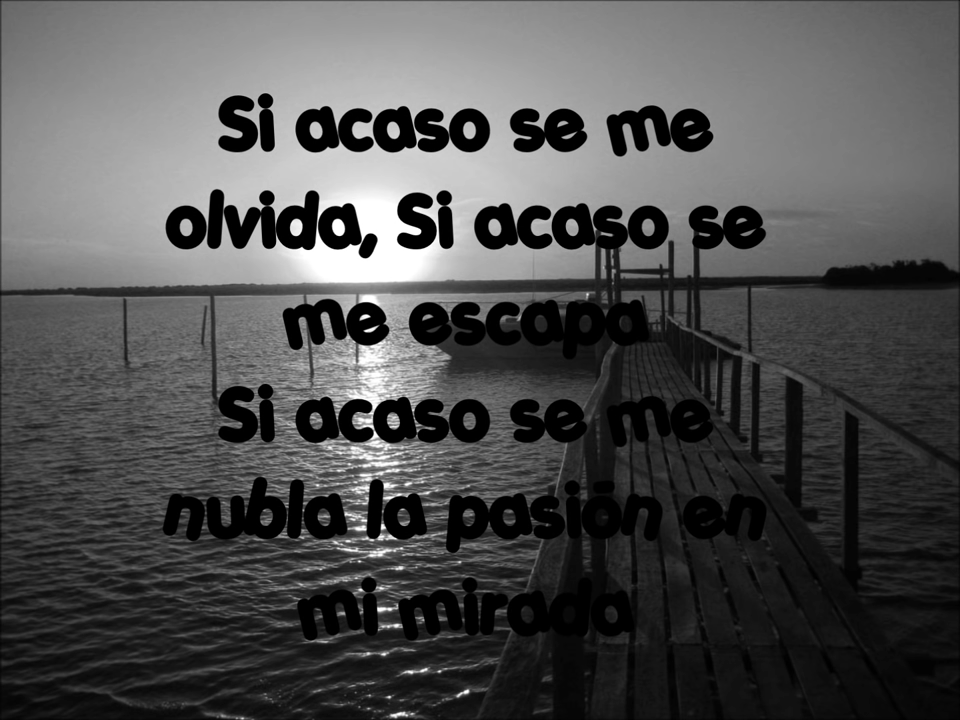 Si acaso se me
olvida, Si acaso se
me escapa
Si acaso se me
nubla la pasión en
mi mirada